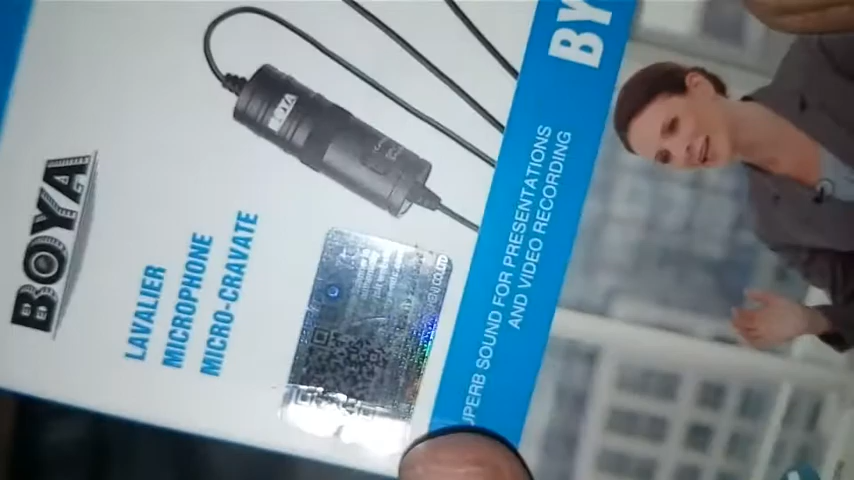 BOYA
LAVALIER
MICROPHONE
MICRO-CRAVATE
BOYA
BY
UPERB SOUND FOR PRESENTATIONS
AND VIDEO RECORDING